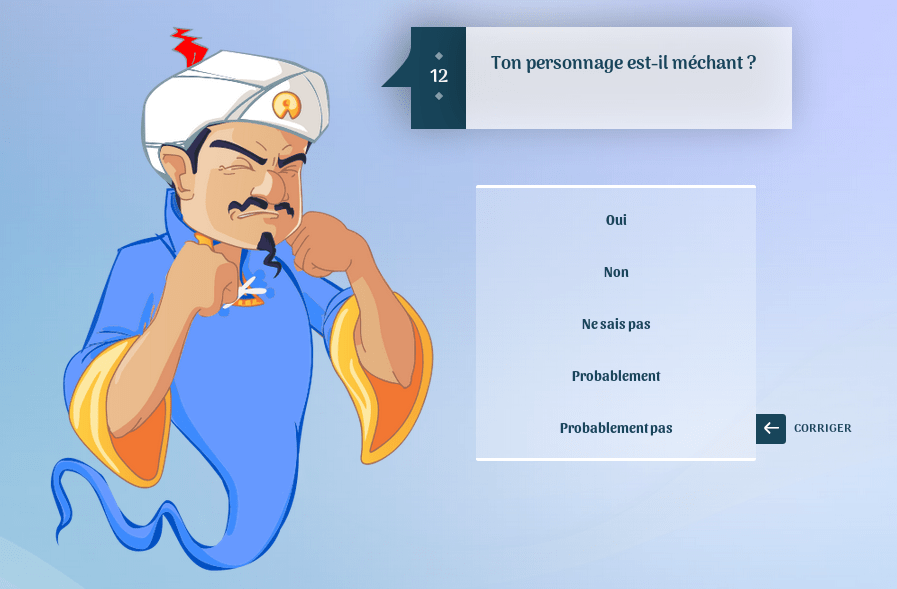 12
Ton personnage est-il méchant ?
Oui
Non
Ne sais pas
Probablement
Probablement pas
CORRIGER